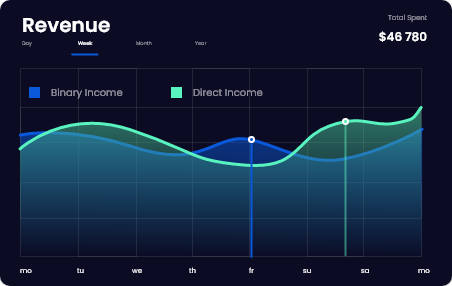 Revenue
Total Spent
$46 780
Day Week Month Year
Binary Income Direct Income
mo tu we th fr su sa mo